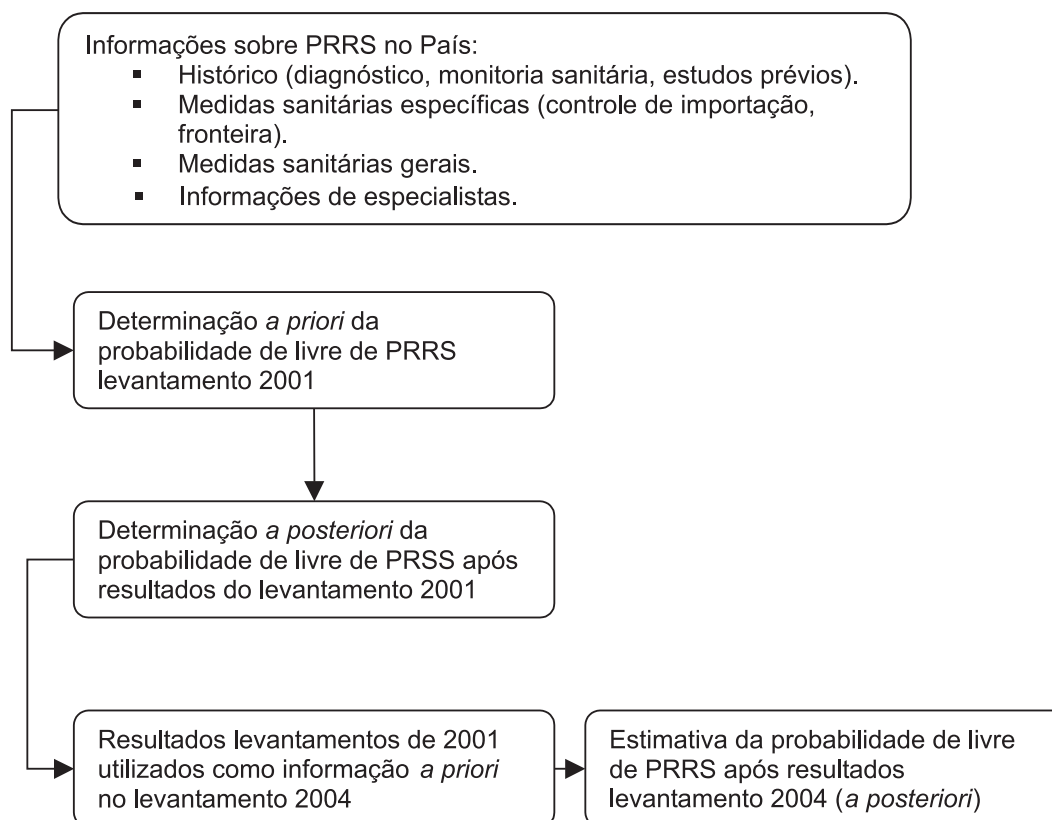 Informações sobre PRRS no País:
▪ Histórico (diagnóstico, monitoria sanitária, estudos prévios).
▪ Medidas sanitárias específicas (controle de importação,
fronteira).
▪ Medidas sanitárias gerais.
▪ Informações de especialistas.
Determinação a priori da
probabilidade de livre de PRRS
levantamento 2001
Determinação a posteriori da
probabilidade de livre de PRSS após
resultados do levantamento 2001
Resultados levantamentos de 2001
utilizados como informação a priori
no levantamento 2004
Estimativa da probabilidade de livre
de PRRS após resultados
levantamento 2004 (a posteriori)